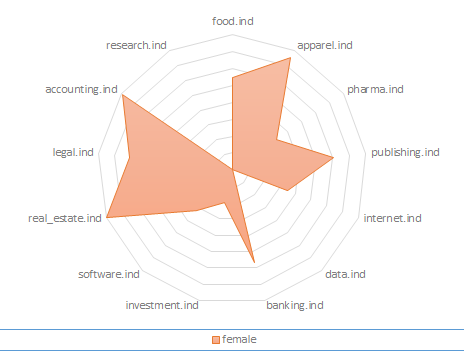 food.ind
research.ind
apparel.ind
accounting.ind
pharma.ind
legal.ind
publishing.ind
real_estate.ind
internet.ind
software.ind
data.ind
investment.ind
banking.ind
female